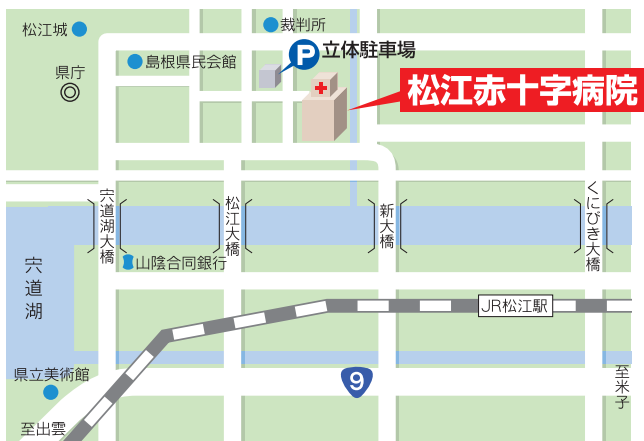 松江城
裁判所
立体駐車場
P
島根県民会館
県庁
松江赤十字病院
宍道湖大橋
松江大橋
新大橋
くにびき大橋
宍道湖
山陰合同銀行
JR松江駅
県立美術館
9
至米子
至出雲